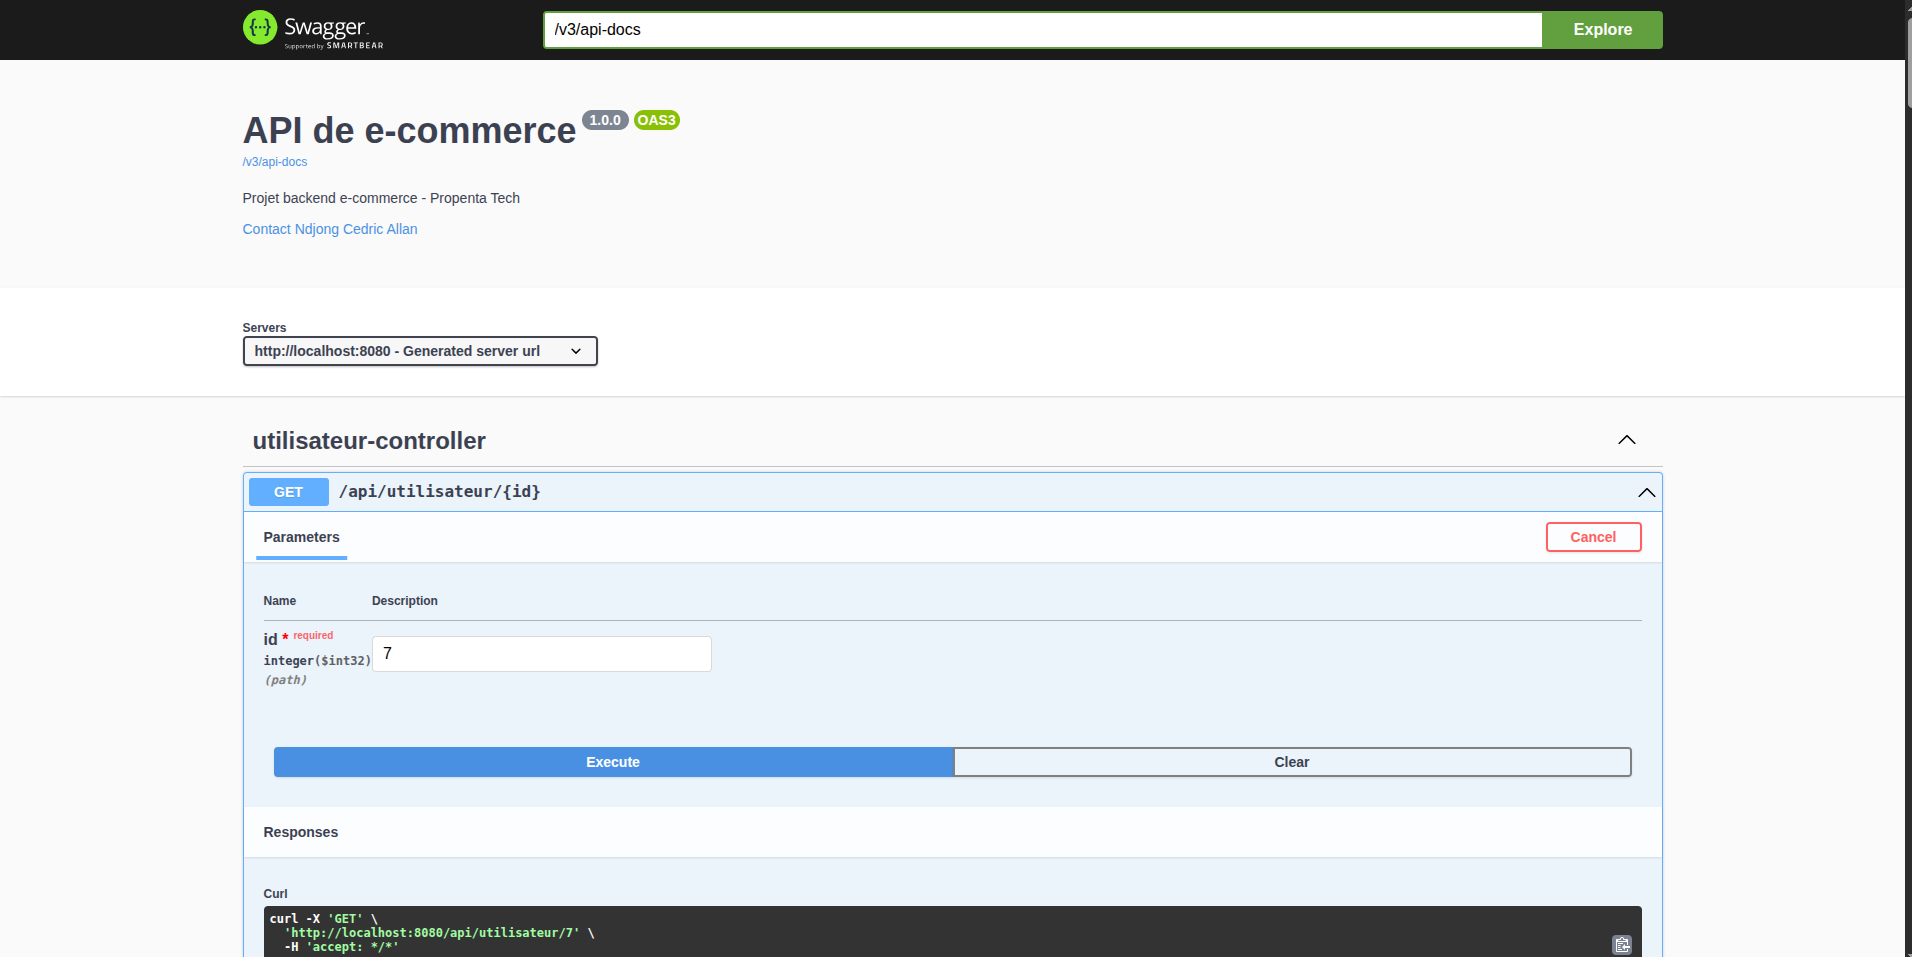 Swagger
Supported by SMARTBEAR
/v3/api-docs
Explore
API de e-commerce 1.0.0 OAS3
/v3/api-docs
Projet backend e-commerce - Propenta Tech
Contact Ndjong Cedric Allan
Servers
http://localhost:8080 - Generated server url
utilisateur-controller
GET /api/utilisateur/{id}
Parameters
Cancel
Name Description
id * required
integer($int32)
(path)
7
Execute
Clear
Responses
Curl
curl -X 'GET' \
'http://localhost:8080/api/utilisateur/7' \
-H 'accept: */*'